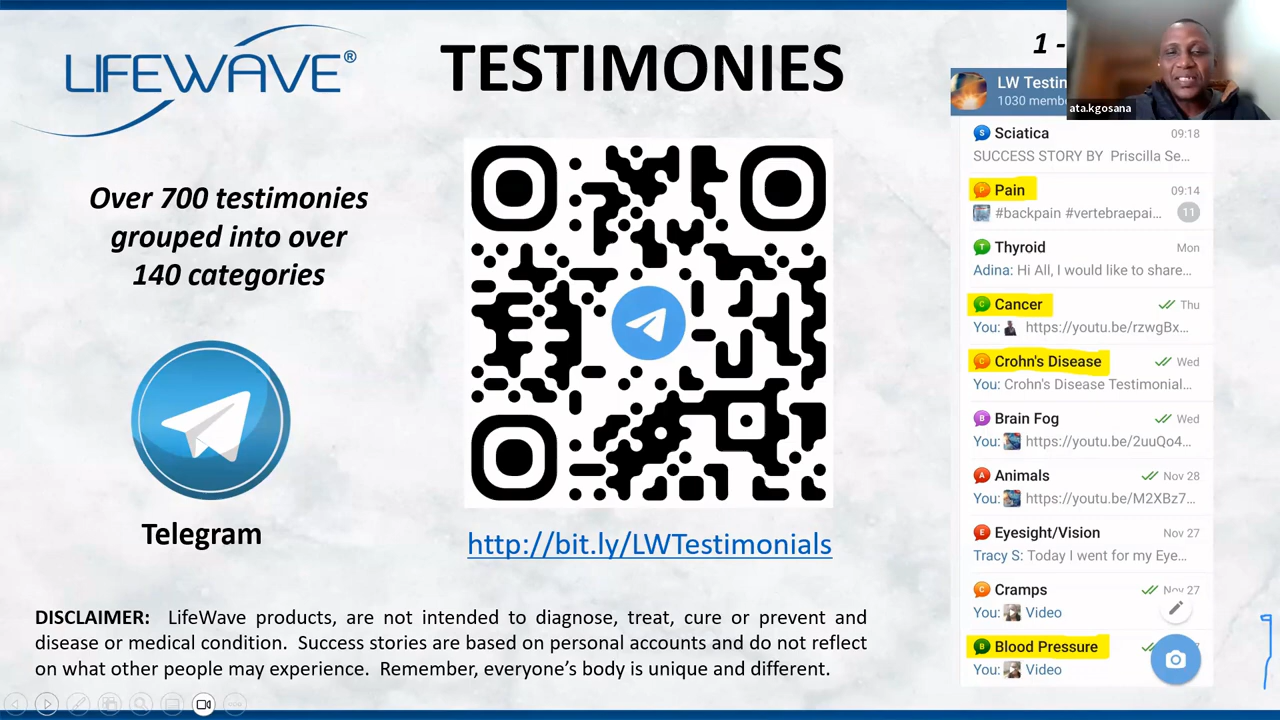 LIFEWAVE®
TESTIMONIES
Over 700 testimonies
grouped into over
140 categories
Telegram
http://bit.ly/LWTestimonials
DISCLAIMER: LifeWave products, are not intended to diagnose, treat, cure or prevent and
disease or medical condition. Success stories are based on personal accounts and do not reflect
on what other people may experience. Remember, everyone's body is unique and different.
1 -
LW Testim
1030 membe
ata.kgosana
S Sciatica 09:18
SUCCESS STORY BY Priscilla Se...
P Pain 09:14
#backpain #vertebraepai... 11
T Thyroid Mon
Adina: Hi All, I would like to share...
C Cancer Thu
You: https://youtu.be/rzwgBx...
C Crohn's Disease Wed
You: Crohn's Disease Testimonial...
B Brain Fog Wed
You: https://youtu.be/2uuQo4...
A Animals Nov 28
You: https://youtu.be/M2XBz7...
E Eyesight/Vision Nov 27
Tracy S: Today I went for my Eye...
C Cramps Nov 27
You: Video
B Blood Pressure
You: Video